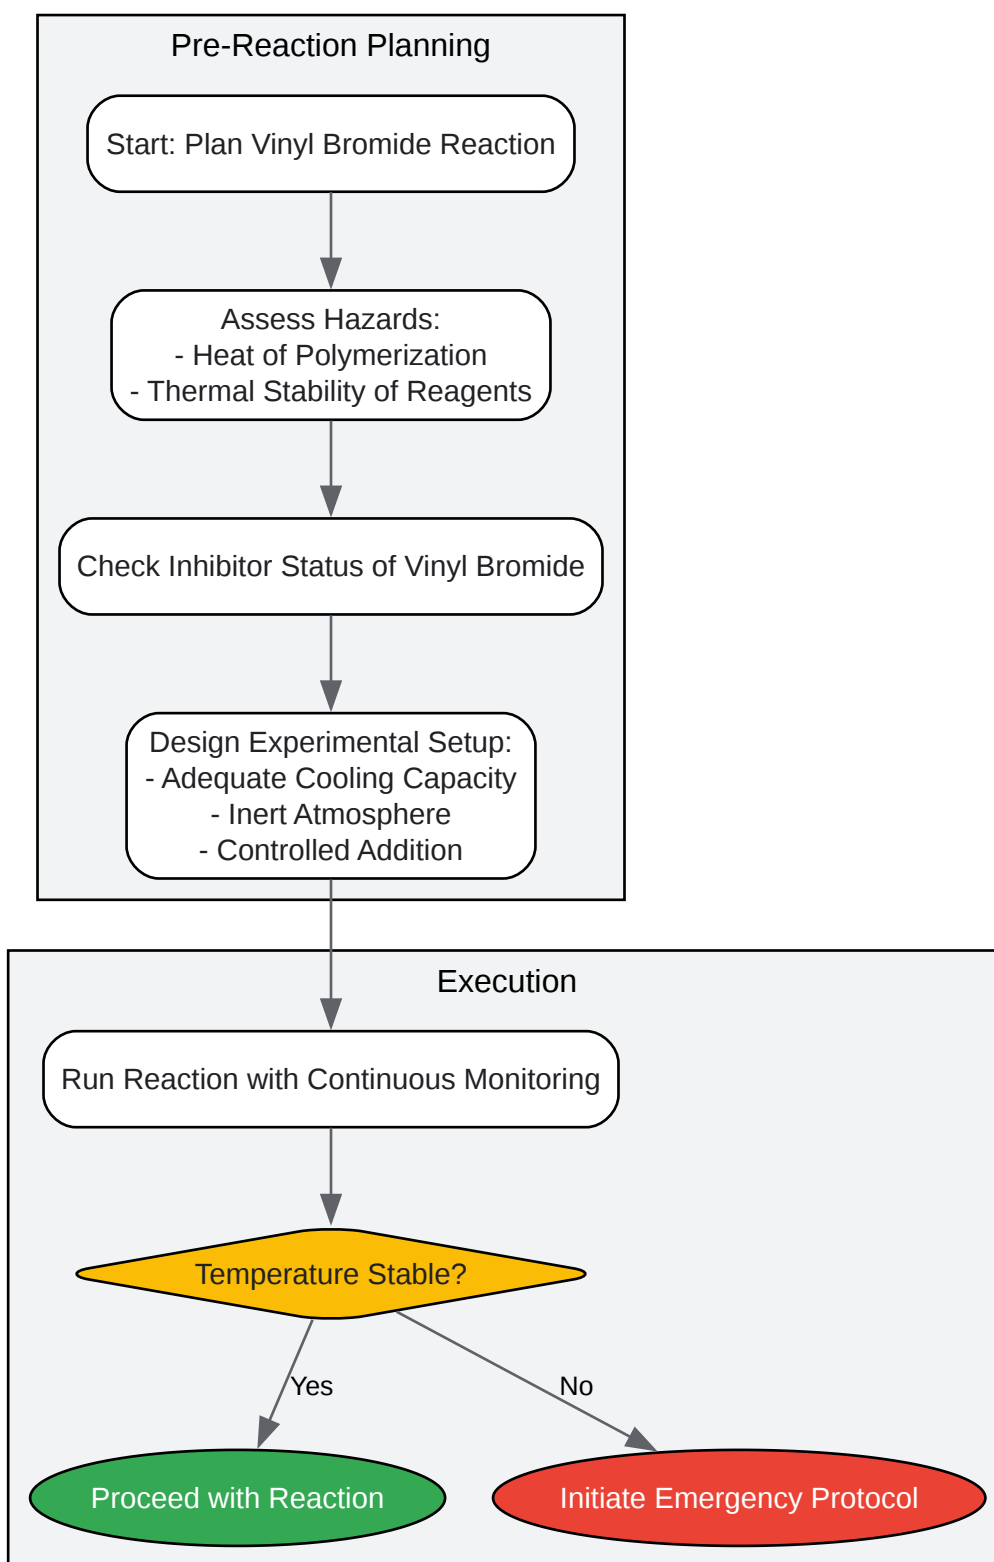 Pre-Reaction Planning
Start: Plan Vinyl Bromide Reaction
Assess Hazards:
- Heat of Polymerization
- Thermal Stability of Reagents
Check Inhibitor Status of Vinyl Bromide
Design Experimental Setup:
- Adequate Cooling Capacity
- Inert Atmosphere
- Controlled Addition
Execution
Run Reaction with Continuous Monitoring
Temperature Stable?
Yes
No
Proceed with Reaction
Initiate Emergency Protocol